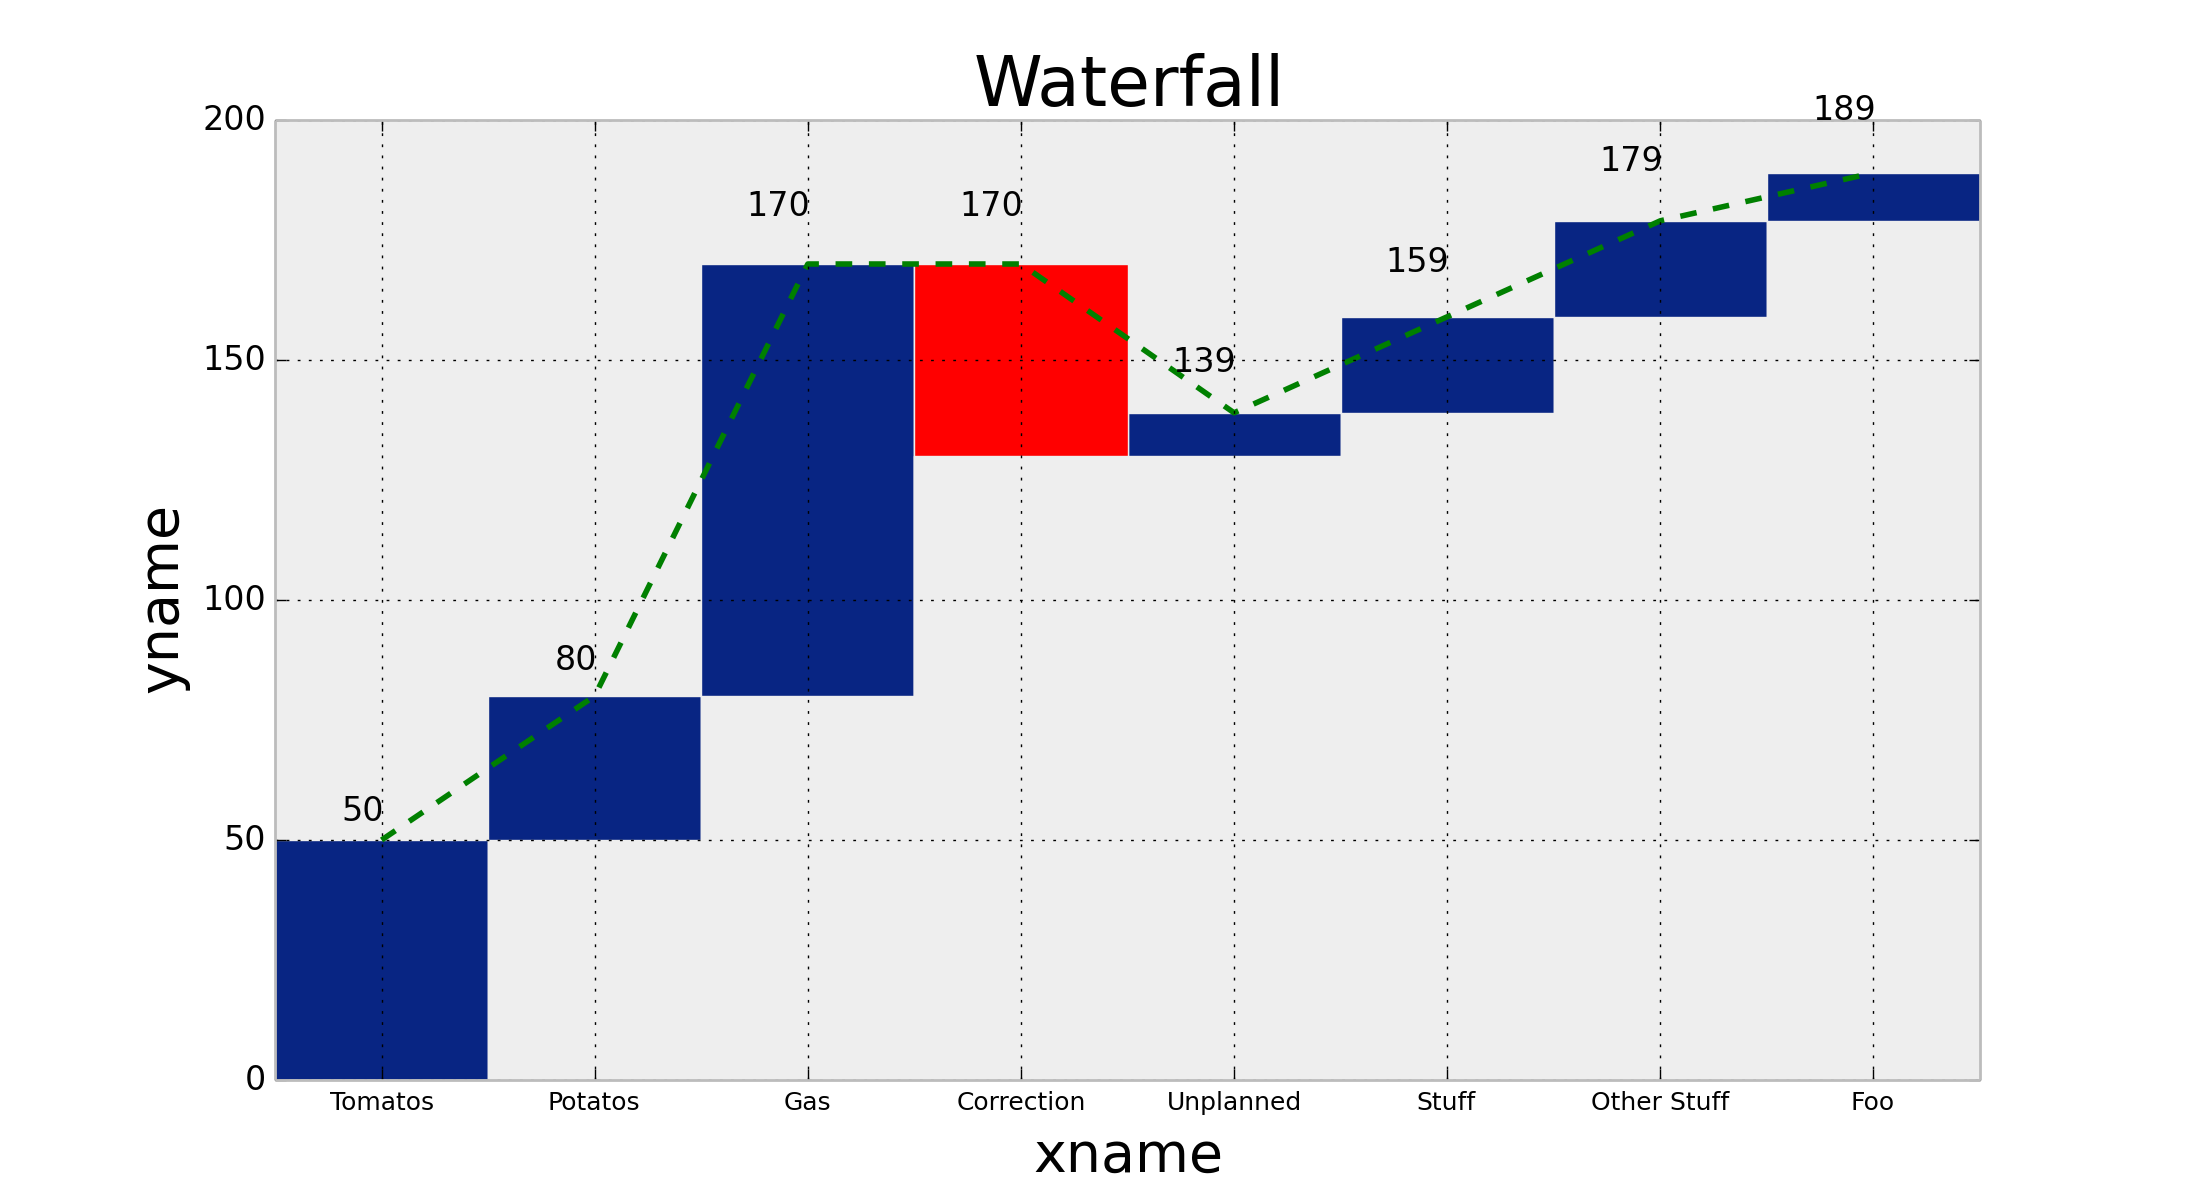 Waterfall
200
189
179
170
170
159
150
139
100
80
50
50
0
yname
Tomatos
Potatos
Gas
Correction
Unplanned
Stuff
Other Stuff
Foo
xname